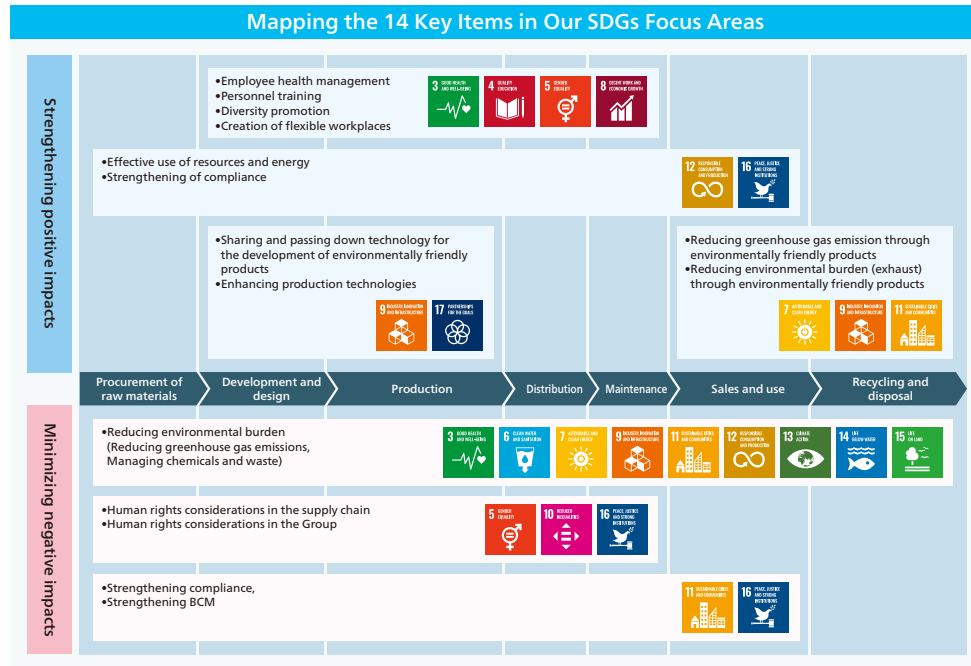 Mapping the 14 Key Items in Our SDGs Focus Areas
Strengthening positive impacts
•Employee health management
•Personnel training
•Diversity promotion
•Creation of flexible workplaces
3 GOOD HEALTH AND WELL-BEING
4 QUALITY EDUCATION
5 GENDER EQUALITY
8 DECENT WORK AND ECONOMIC GROWTH
•Effective use of resources and energy
•Strengthening of compliance
12 RESPONSIBLE CONSUMPTION AND PRODUCTION
16 PEACE, JUSTICE AND STRONG INSTITUTIONS
•Sharing and passing down technology for
the development of environmentally friendly
products
•Enhancing production technologies
9 INDUSTRY, INNOVATION AND INFRASTRUCTURE
17 PARTNERSHIPS FOR THE GOALS
•Reducing greenhouse gas emission through
environmentally friendly products
•Reducing environmental burden (exhaust)
through environmentally friendly products
7 AFFORDABLE AND CLEAN ENERGY
9 INDUSTRY, INNOVATION AND INFRASTRUCTURE
11 SUSTAINABLE CITIES AND COMMUNITIES
Procurement of
raw materials
Development and
design
Production
Distribution
Maintenance
Sales and use
Recycling and
disposal
Minimizing negative impacts
•Reducing environmental burden
(Reducing greenhouse gas emissions,
Managing chemicals and waste)
3 GOOD HEALTH AND WELL-BEING
6 CLEAN WATER AND SANITATION
7 AFFORDABLE AND CLEAN ENERGY
9 INDUSTRY, INNOVATION AND INFRASTRUCTURE
11 SUSTAINABLE CITIES AND COMMUNITIES
12 RESPONSIBLE CONSUMPTION AND PRODUCTION
13 CLIMATE ACTION
14 LIFE BELOW WATER
15 LIFE ON LAND
•Human rights considerations in the supply chain
•Human rights considerations in the Group
5 GENDER EQUALITY
10 REDUCED INEQUALITIES
16 PEACE, JUSTICE AND STRONG INSTITUTIONS
•Strengthening compliance,
•Strengthening BCM
11 SUSTAINABLE CITIES AND COMMUNITIES
16 PEACE, JUSTICE AND STRONG INSTITUTIONS